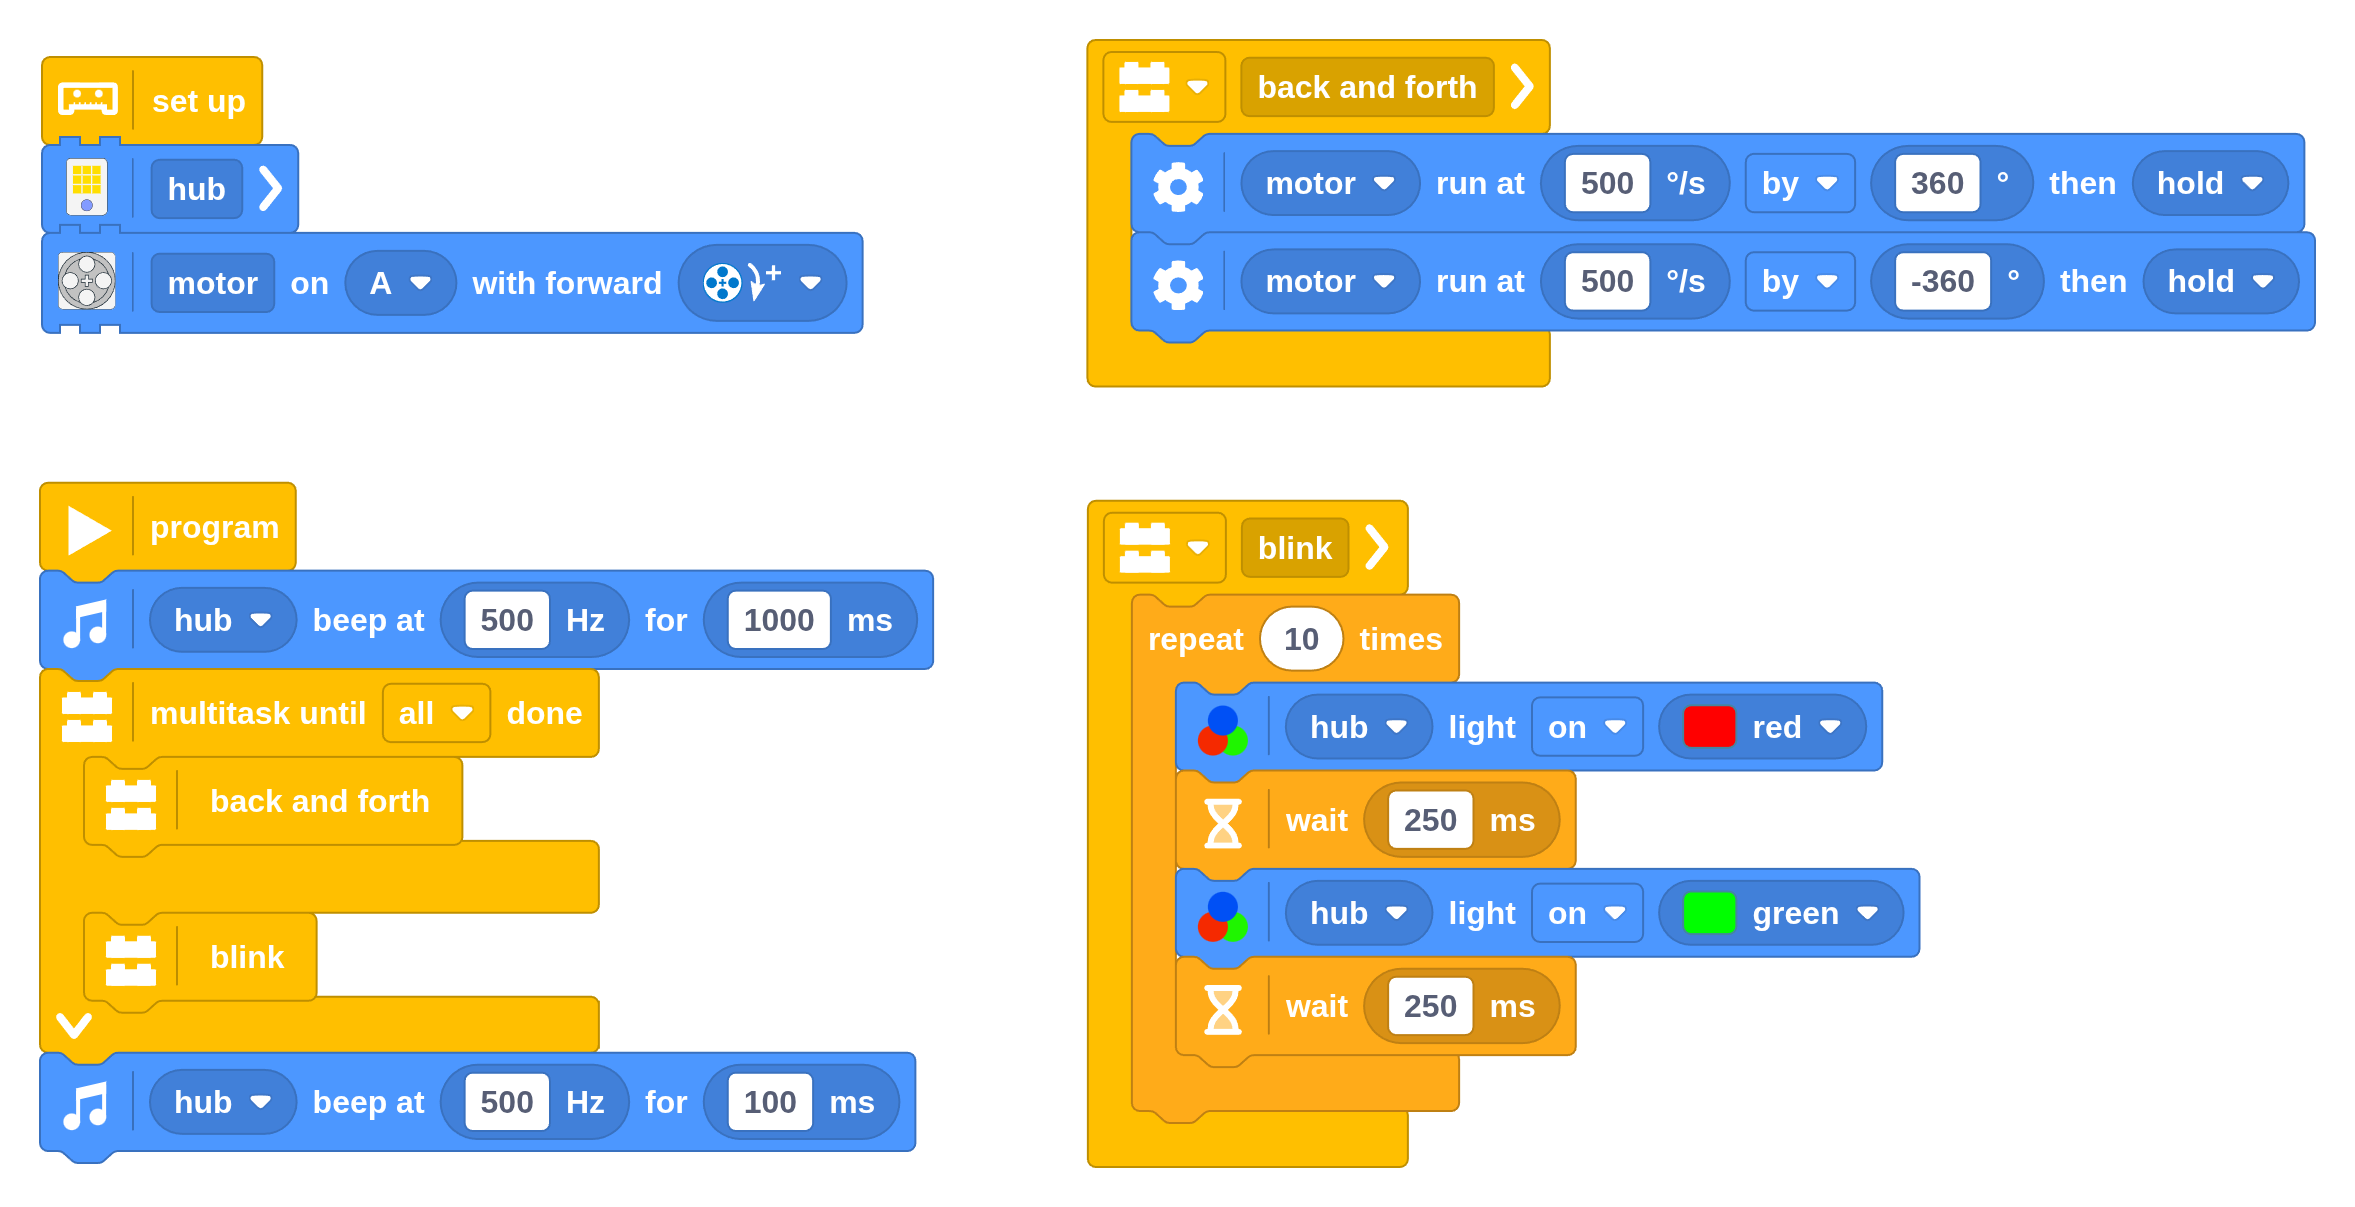 set up
hub
motor on A with forward +
program
hub beep at 500 Hz for 1000 ms
multitask until all done
back and forth
blink
hub beep at 500 Hz for 100 ms
back and forth
motor run at 500 °/s by 360 ° then hold
motor run at 500 °/s by -360 ° then hold
blink
repeat 10 times
hub light on red
wait 250 ms
hub light on green
wait 250 ms